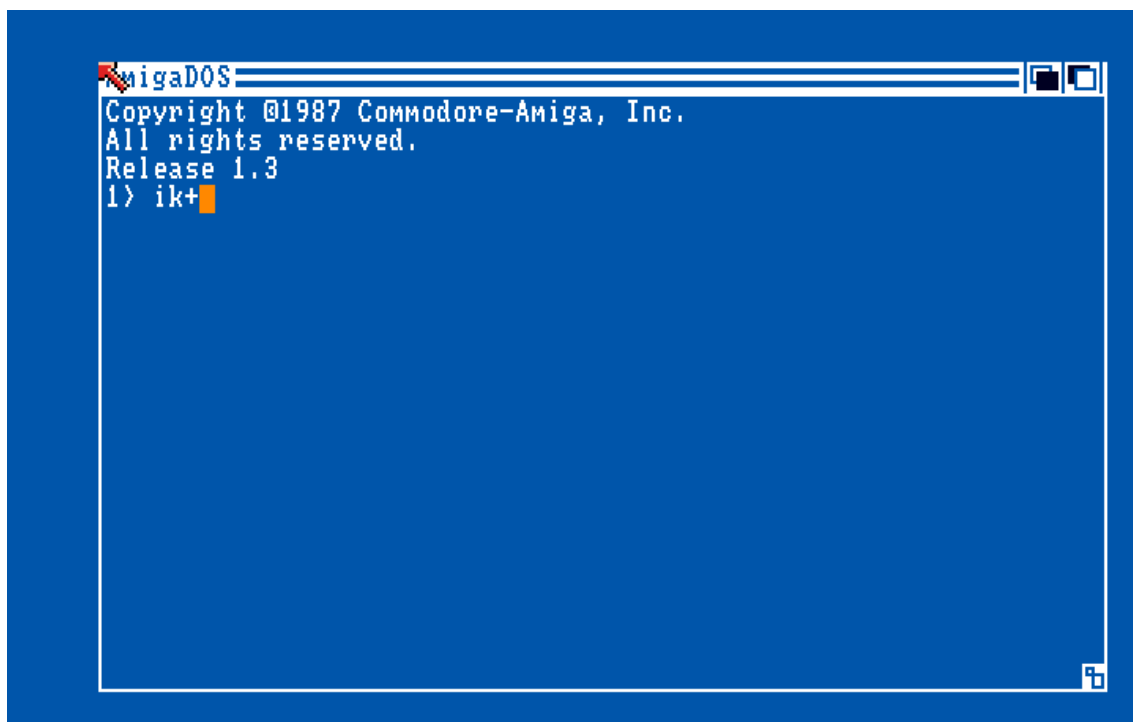 AmigaDOS
Copyright ©1987 Commodore-Amiga, Inc.
All rights reserved.
Release 1.3
1> ik+